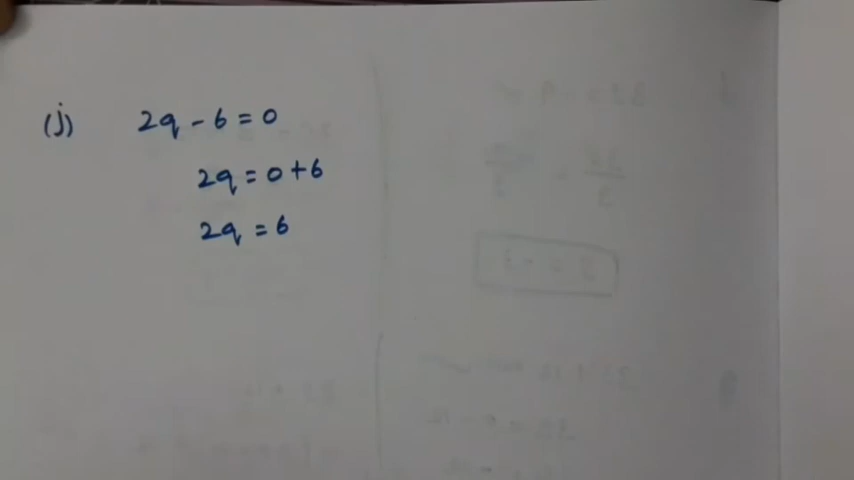 (j) 2q - 6 = 0
2q = 0 + 6
2q = 6